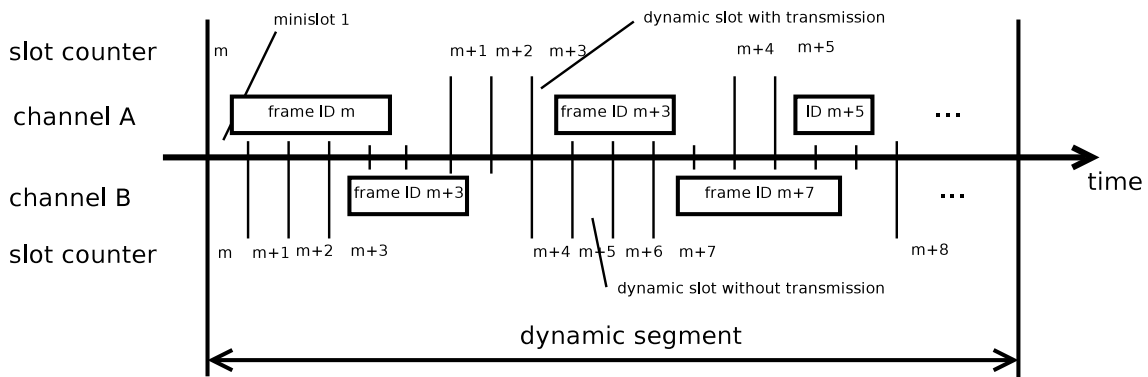 minislot 1
dynamic slot with transmission
slot counter m m+1 m+2 m+3 m+4 m+5
channel A frame ID m frame ID m+3 ID m+5 ...
time
channel B frame ID m+3 frame ID m+7 ...
slot counter m m+1 m+2 m+3 m+4 m+5 m+6 m+7 m+8
dynamic slot without transmission
dynamic segment